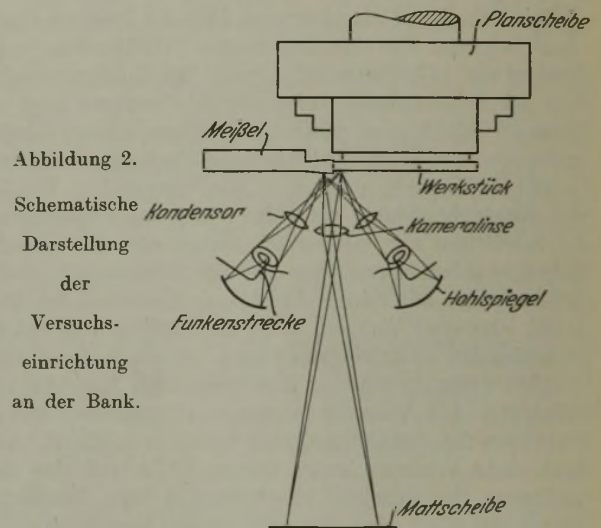 Planscheibe
Meißel
Abbildung 2.
Schematische
Darstellung
der
Versuchs-
einrichtung
an der Bank.
Werkstück
Kondensor
Kameralinse
Hohlspiegel
Funkenstrecke
Mattscheibe